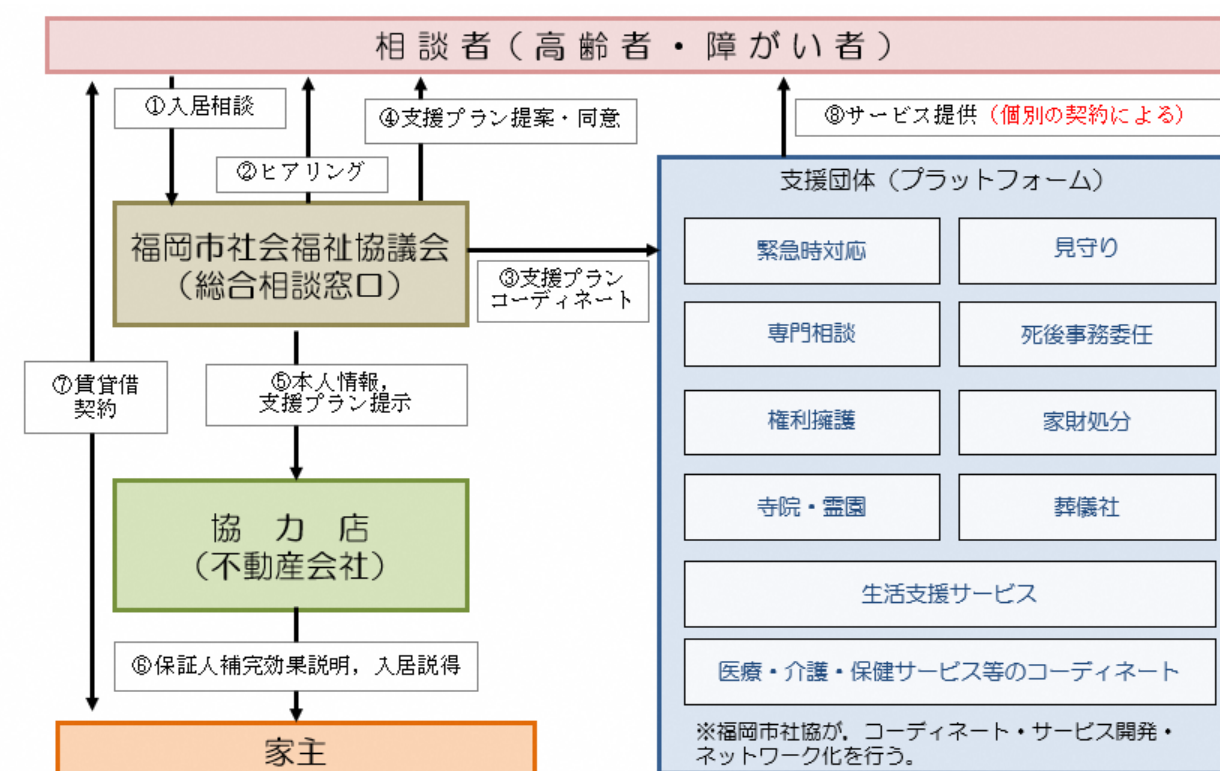 相談者（高齢者・障がい者）
①入居相談
②ヒアリング
④支援プラン提案・同意
⑧サービス提供（個別の契約による）
福岡市社会福祉協議会
（総合相談窓口）
③支援プラン
コーディネート
⑦賃貸借
契約
⑤本人情報，
支援プラン提示
協　力　店
（不動産会社）
⑥保証人補完効果説明，入居説得
家主
支援団体（プラットフォーム）
緊急時対応
見守り
専門相談
死後事務委任
権利擁護
家財処分
寺院・霊園
葬儀社
生活支援サービス
医療・介護・保健サービス等のコーディネート
※福岡市社協が，コーディネート・サービス開発・
ネットワーク化を行う。